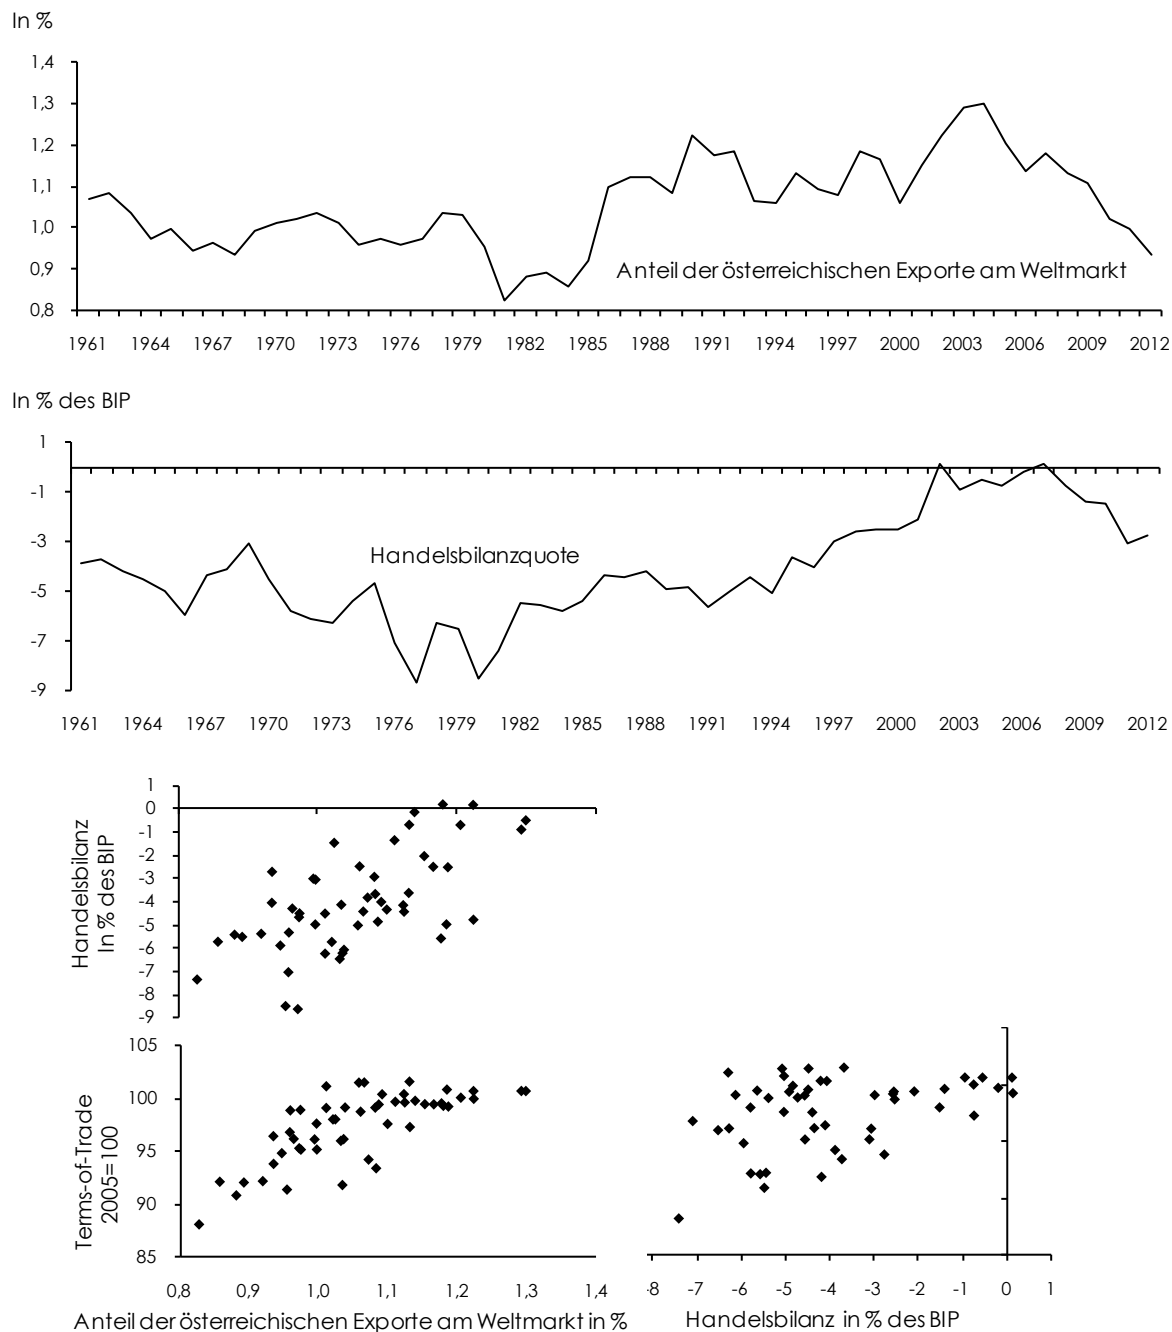 In %
1,4
1,3
1,2
1,1
1,0
0,9
0,8
Anteil der österreichischen Exporte am Weltmarkt
1961 1964 1967 1970 1973 1976 1979 1982 1985 1988 1991 1994 1997 2000 2003 2006 2009 2012
In % des BIP
1
-1
-3
-5
-7
-9
Handelsbilanzquote
1961 1964 1967 1970 1973 1976 1979 1982 1985 1988 1991 1994 1997 2000 2003 2006 2009 2012
Handelsbilanz
In % des BIP
1
0
-1
-2
-3
-4
-5
-6
-7
-8
-9
Terms-of-Trade
2005=100
105
100
95
90
85
0,8 0,9 1,0 1,1 1,2 1,3 1,4
Anteil der österreichischen Exporte am Weltmarkt in %
-8 -7 -6 -5 -4 -3 -2 -1 0 1
Handelsbilanz in % des BIP